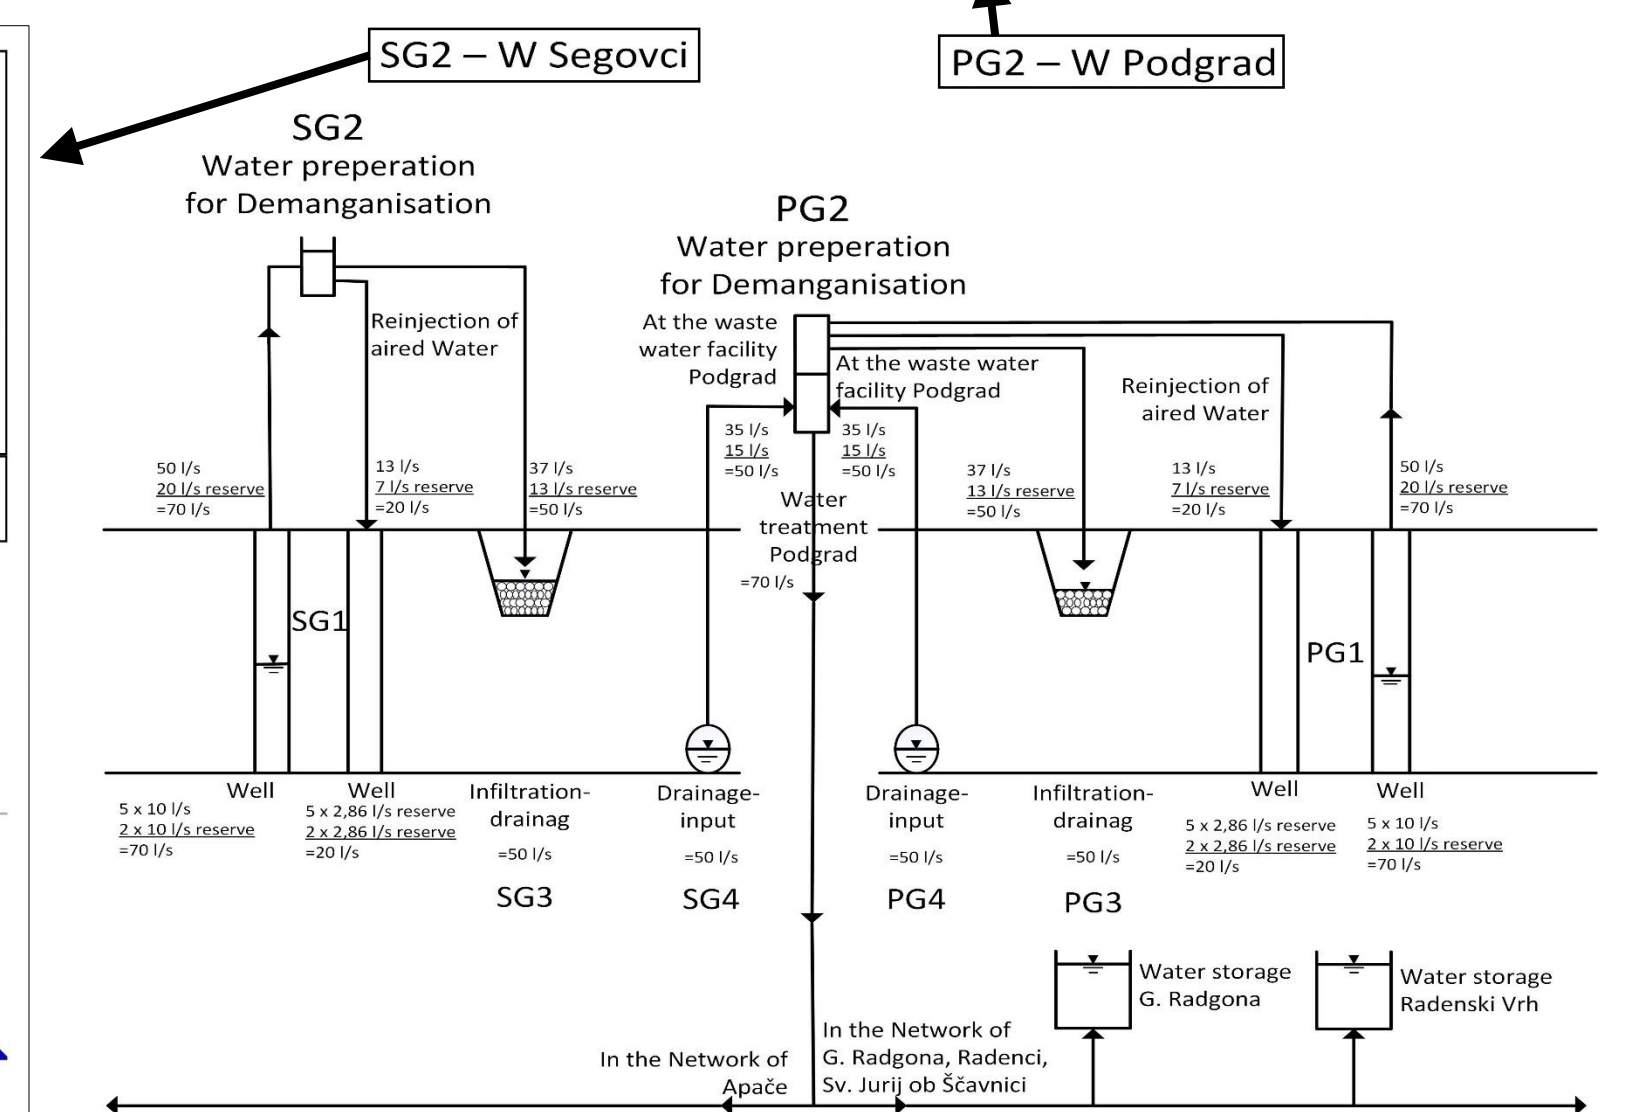 SG2 – W Segovci
PG2 – W Podgrad
SG2
Water preperation
for Demanganisation
PG2
Water preperation
for Demanganisation
Reinjection of
aired Water
At the waste
water facility
Podgrad
At the waste water
facility Podgrad
Reinjection of
aired Water
50 l/s
20 l/s reserve
=70 l/s
13 l/s
7 l/s reserve
=20 l/s
37 l/s
13 l/s reserve
=50 l/s
35 l/s
15 l/s
=50 l/s
35 l/s
15 l/s
=50 l/s
37 l/s
13 l/s reserve
=50 l/s
13 l/s
7 l/s reserve
=20 l/s
50 l/s
20 l/s reserve
=70 l/s
Water
treatment
Podgrad
=70 l/s
SG1
PG1
Well
5 x 10 l/s
2 x 10 l/s reserve
=70 l/s
Well
5 x 2,86 l/s reserve
2 x 2,86 l/s reserve
=20 l/s
Infiltration-
drainag
=50 l/s
SG3
Drainage-
input
=50 l/s
SG4
Drainage-
input
=50 l/s
PG4
Infiltration-
drainag
=50 l/s
PG3
Well
5 x 2,86 l/s reserve
2 x 2,86 l/s reserve
=20 l/s
Well
5 x 10 l/s
2 x 10 l/s reserve
=70 l/s
Water storage
G. Radgona
Water storage
Radenski Vrh
In the Network of
Apače
In the Network of
G. Radgona, Radenci,
Sv. Jurij ob Ščavnici